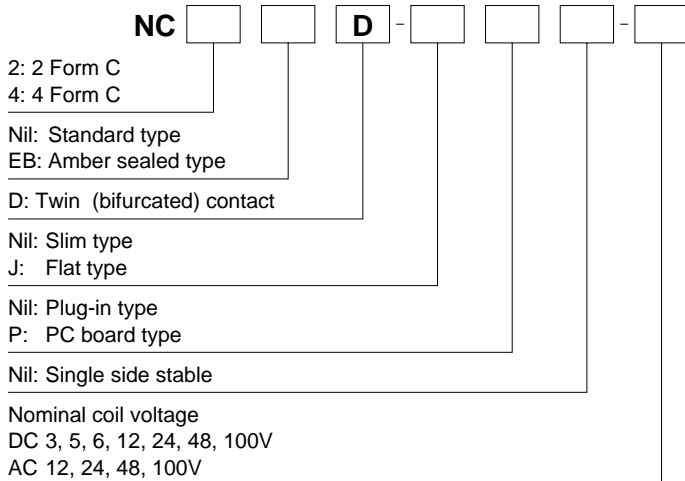 NC D - -
2: 2 Form C
4: 4 Form C
Nil: Standard type
EB: Amber sealed type
D: Twin (bifurcated) contact
Nil: Slim type
J: Flat type
Nil: Plug-in type
P: PC board type
Nil: Single side stable
Nominal coil voltage
DC 3, 5, 6, 12, 24, 48, 100V
AC 12, 24, 48, 100V